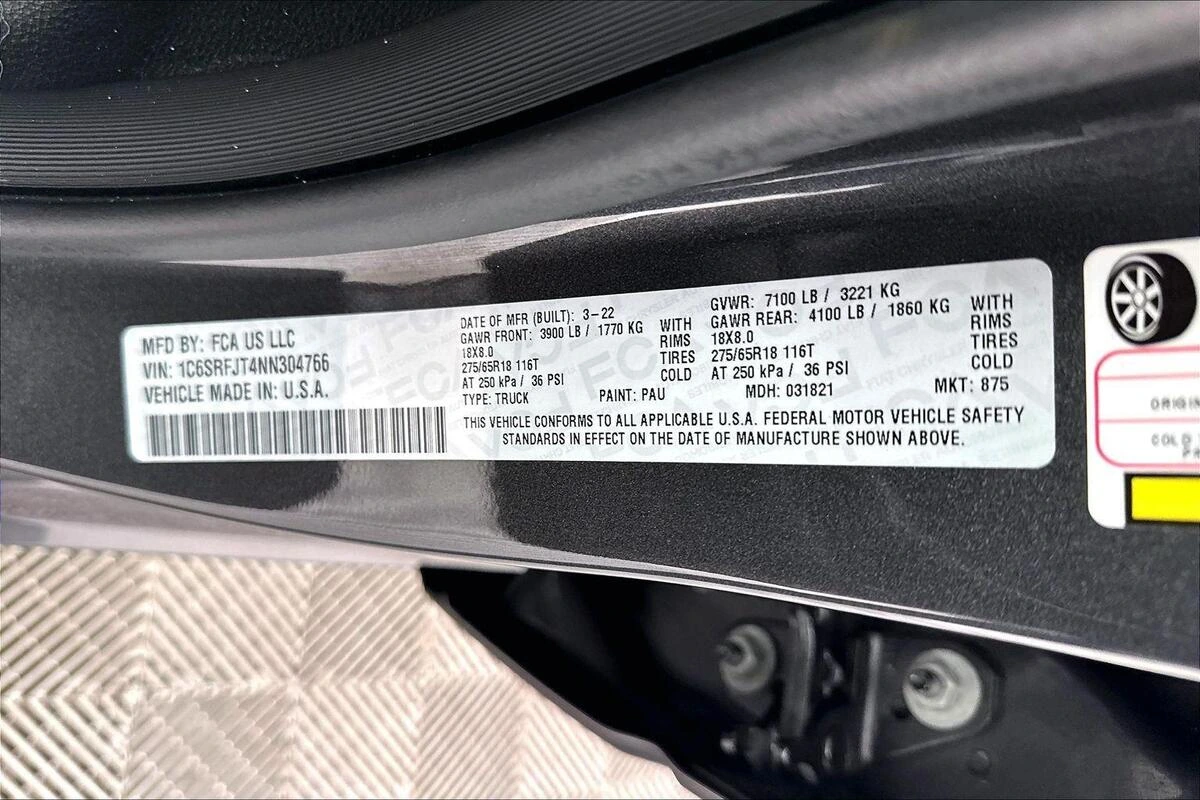 MFD BY: FCA US LLC
VIN: 1C6SRFJT4NN304766
VEHICLE MADE IN: U.S.A.
DATE OF MFR (BUILT): 3-22
GAWR FRONT: 3900 LB / 1770 KG WITH
18X8.0 RIMS
275/65R18 116T TIRES
AT 250 kPa / 36 PSI COLD
TYPE: TRUCK PAINT: PAU
GVWR: 7100 LB / 3221 KG
GAWR REAR: 4100 LB / 1860 KG WITH
18X8.0 RIMS
275/65R18 116T TIRES
AT 250 kPa / 36 PSI COLD
MDH: 031821 MKT: 875
THIS VEHICLE CONFORMS TO ALL APPLICABLE U.S.A. FEDERAL MOTOR VEHICLE SAFETY
STANDARDS IN EFFECT ON THE DATE OF MANUFACTURE SHOWN ABOVE.
COLD